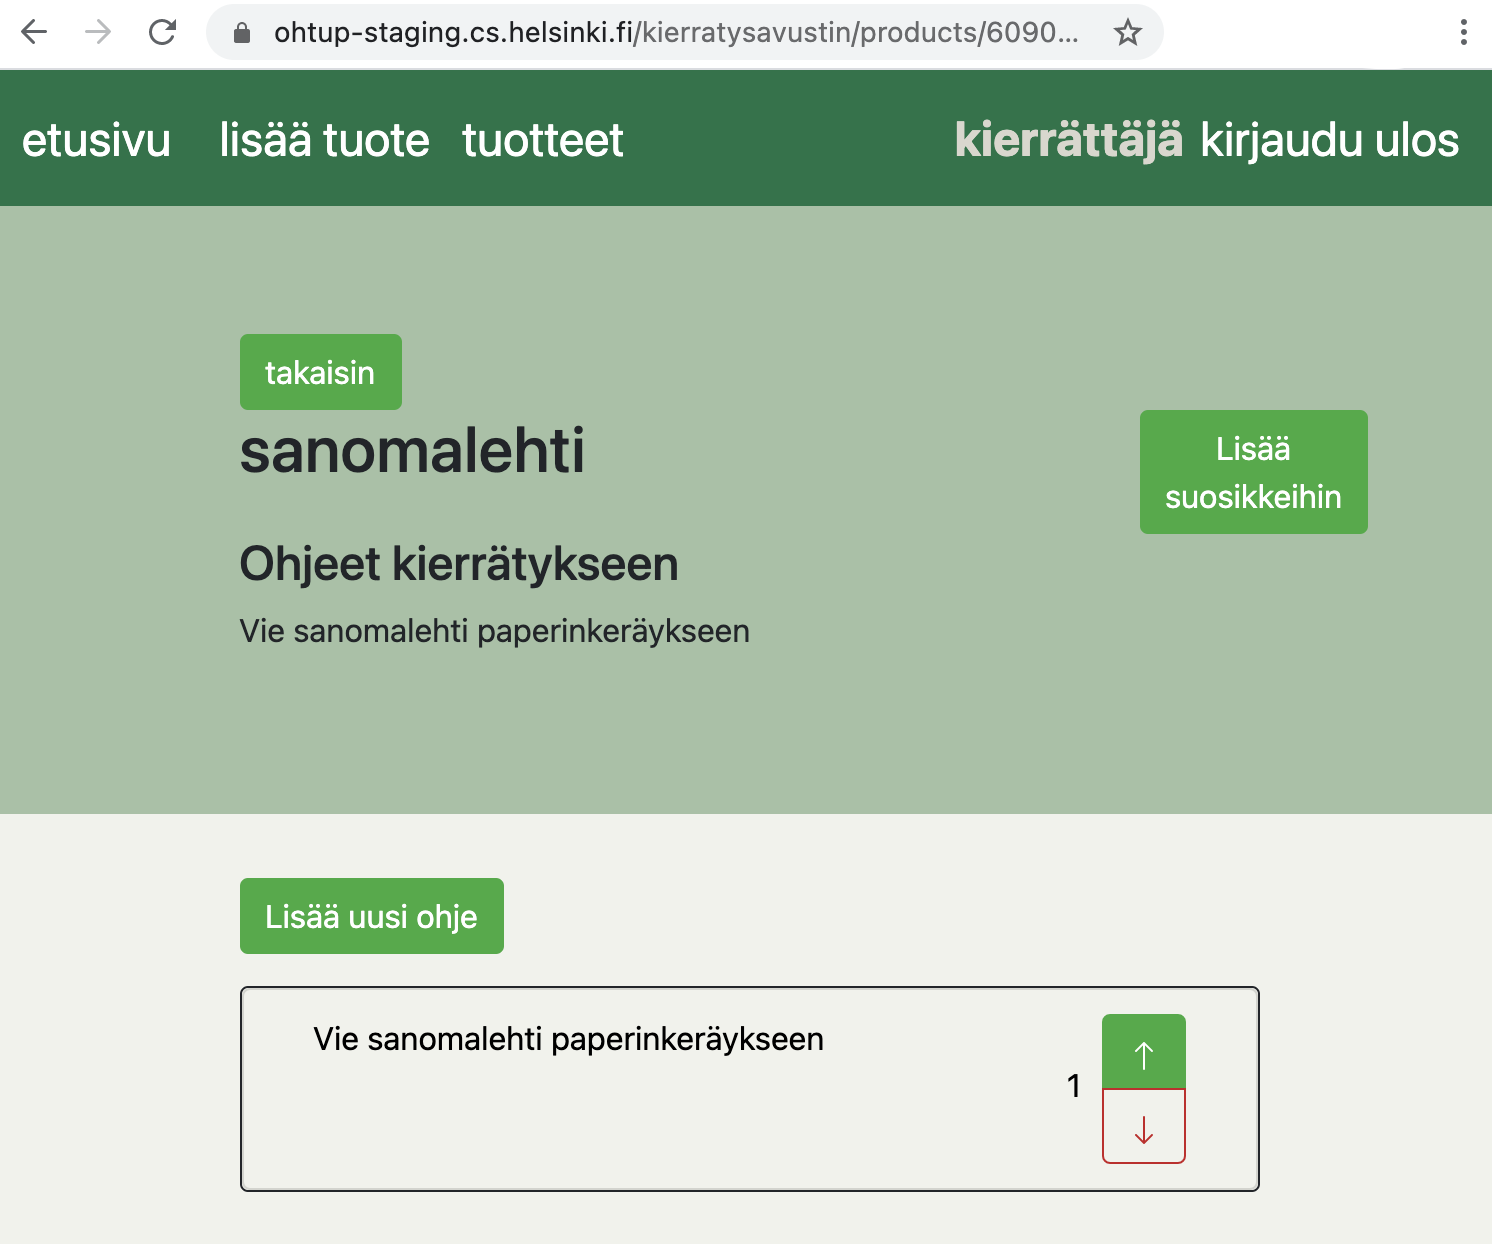 ohtup-staging.cs.helsinki.fi/kierratysavustin/products/6090...
etusivu lisää tuote tuotteet kierrättäjä kirjaudu ulos
takaisin
sanomalehti
Lisää
suosikkeihin
Ohjeet kierrätykseen
Vie sanomalehti paperinkeräykseen
Lisää uusi ohje
Vie sanomalehti paperinkeräykseen
↑
1
↓